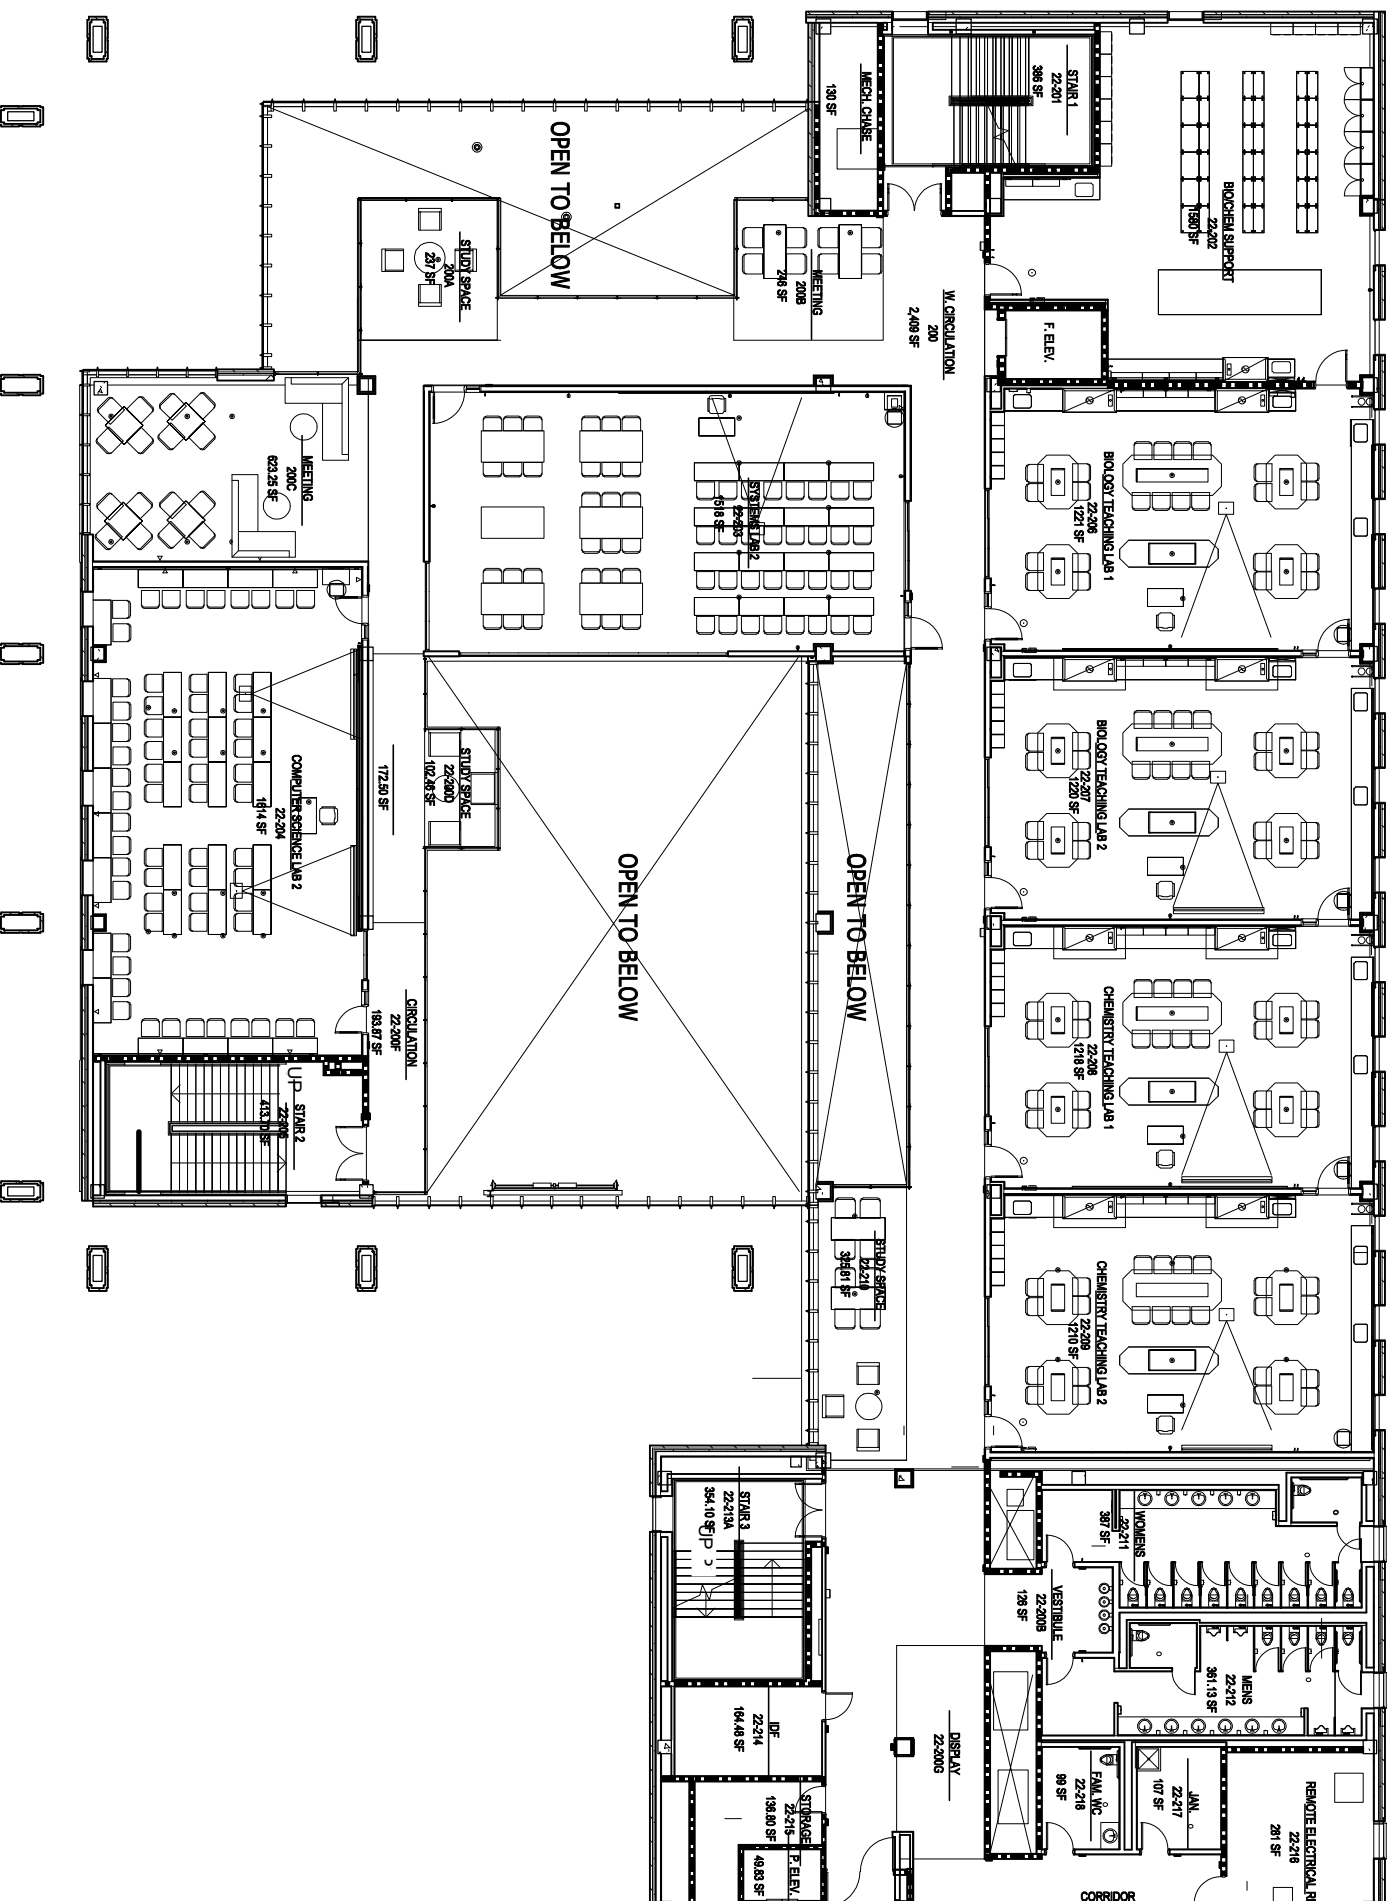 STAIR 1
22-201
386 SF
MECH. CHASE
130 SF
BIO/CHEM SUPPORT
22-202
1580 SF
OPEN TO BELOW
STUDY SPACE
200A
237 SF
MEETING
200B
246 SF
W. CIRCULATION
200
2,409 SF
F. ELEV.
MEETING
200C
623.25 SF
SYSTEMS LAB 2
22-203
1518 SF
BIOLOGY TEACHING LAB 1
22-206
1221 SF
BIOLOGY TEACHING LAB 2
22-207
1220 SF
COMPUTER SCIENCE LAB 2
22-204
1614 SF
172.50 SF
STUDY SPACE
22-200D
102.46 SF
OPEN TO BELOW
OPEN TO BELOW
CIRCULATION
22-200F
193.87 SF
CHEMISTRY TEACHING LAB 1
22-208
1218 SF
UP
STAIR 2
22-205
413.70 SF
STUDY SPACE
22-210
325.81 SF
CHEMISTRY TEACHING LAB 2
22-209
1210 SF
STAIR 3
22-213A
354.10 SF
UP
WOMENS
22-211
387 SF
VESTIBULE
22-200B
126 SF
MENS
22-212
361.13 SF
IDF
22-214
164.48 SF
DISPLAY
22-200G
FAM. WC
22-218
99 SF
JAN.
22-217
107 SF
REMOTE ELECTRICAL R
22-216
281 SF
STORAGE
22-215
136.80 SF
P. ELEV.
49.83 SF
CORRIDOR